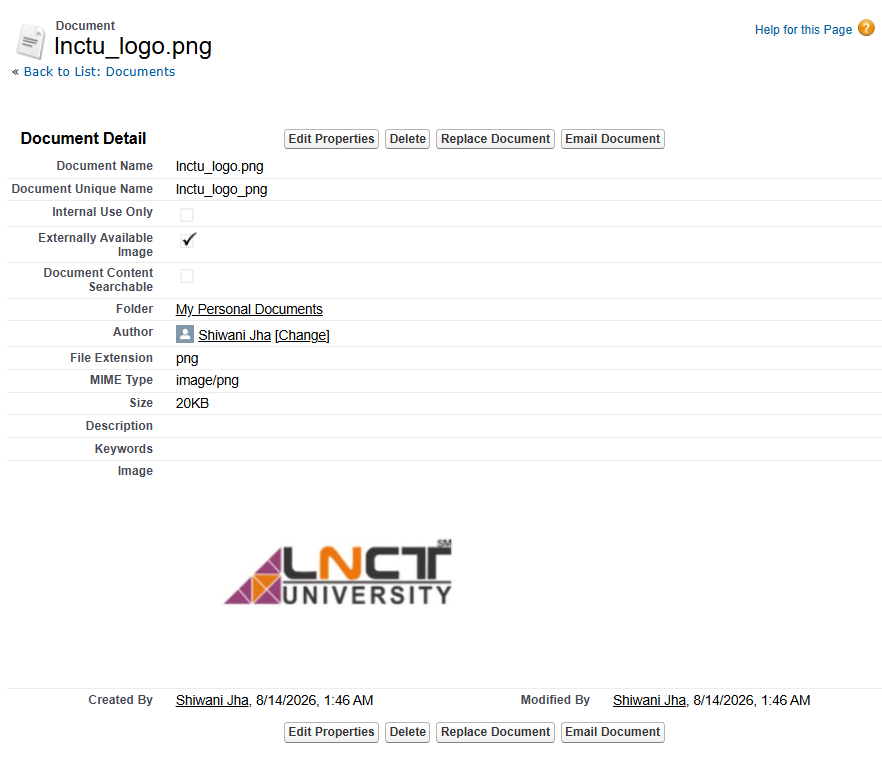 Document
lnctu_logo.png
Help for this Page ?
« Back to List: Documents
Document Detail
Edit Properties Delete Replace Document Email Document
Document Name lnctu_logo.png
Document Unique Name lnctu_logo_png
Internal Use Only
Externally Available
Image
Document Content
Searchable
Folder My Personal Documents
Author Shiwani Jha [Change]
File Extension png
MIME Type image/png
Size 20KB
Description
Keywords
Image
LNCT SM
UNIVERSITY
Created By Shiwani Jha, 8/14/2026, 1:46 AM Modified By Shiwani Jha, 8/14/2026, 1:46 AM
Edit Properties Delete Replace Document Email Document